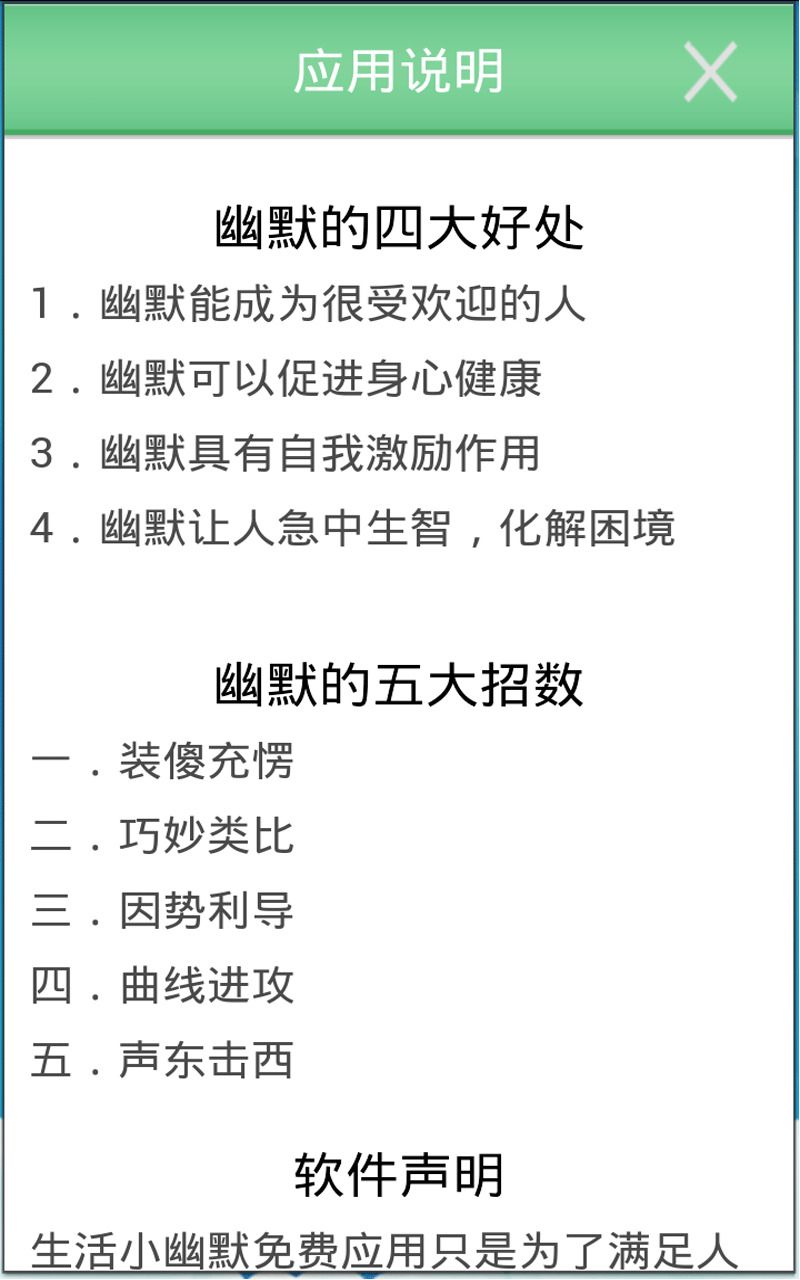 应用说明
幽默的四大好处
1．幽默能成为很受欢迎的人
2．幽默可以促进身心健康
3．幽默具有自我激励作用
4．幽默让人急中生智，化解困境
幽默的五大招数
一．装傻充愣
二．巧妙类比
三．因势利导
四．曲线进攻
五．声东击西
软件声明
生活小幽默免费应用只是为了满足人